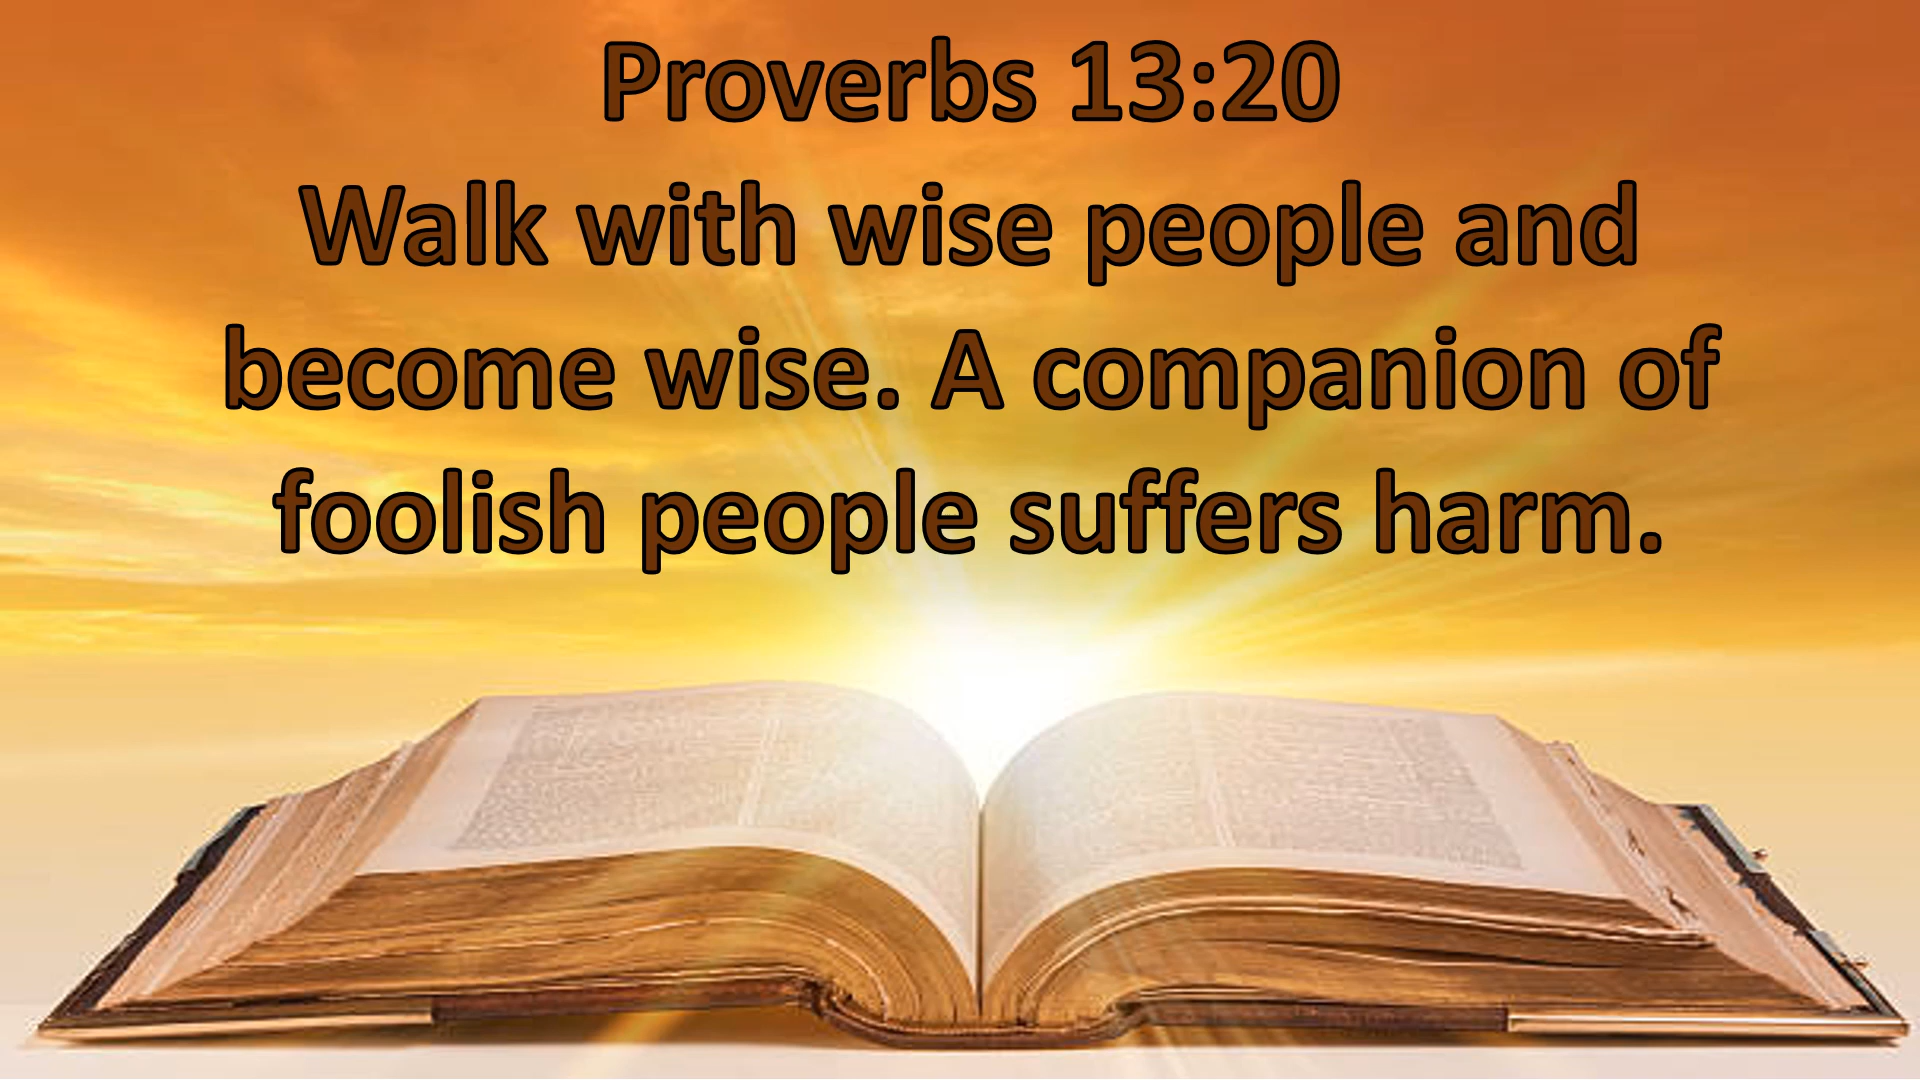 Proverbs 13:20
Walk with wise people and
become wise. A companion of
foolish people suffers harm.